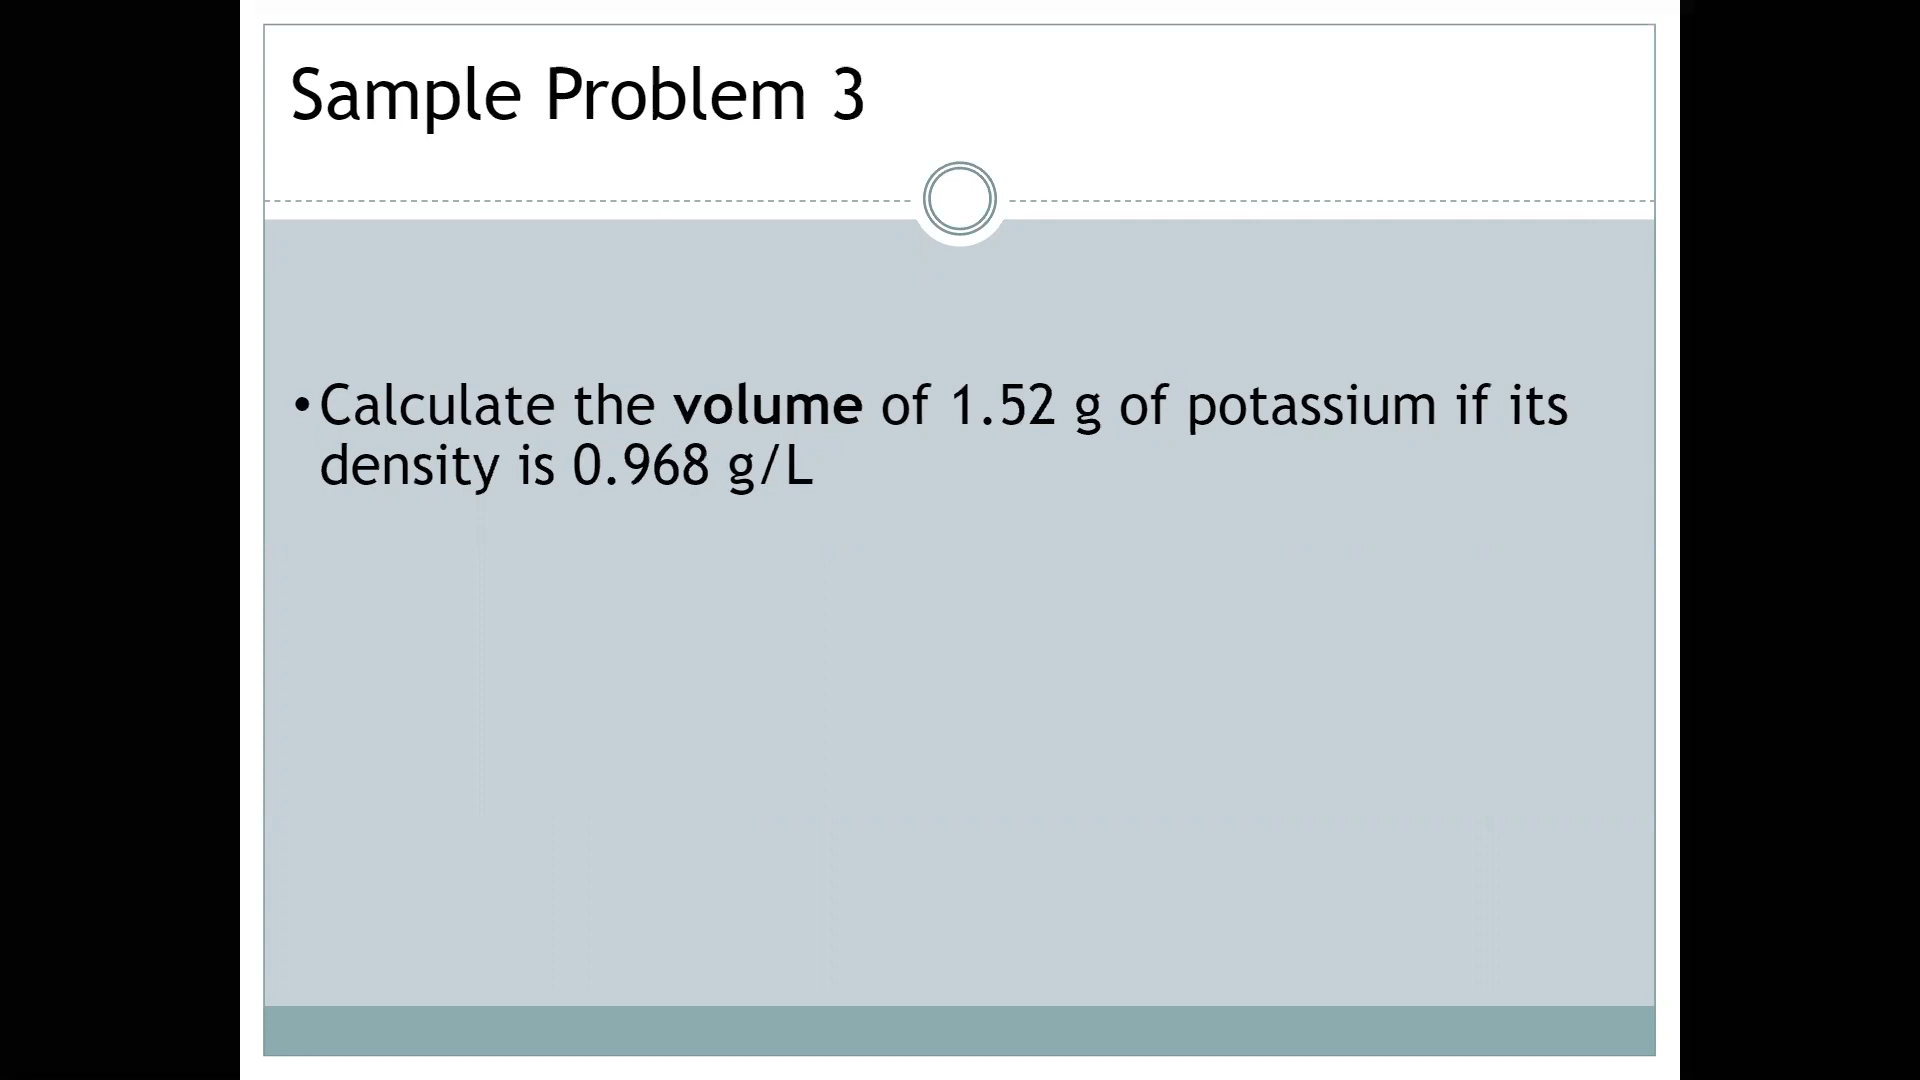 Sample Problem 3
• Calculate the volume of 1.52 g of potassium if its
density is 0.968 g/L